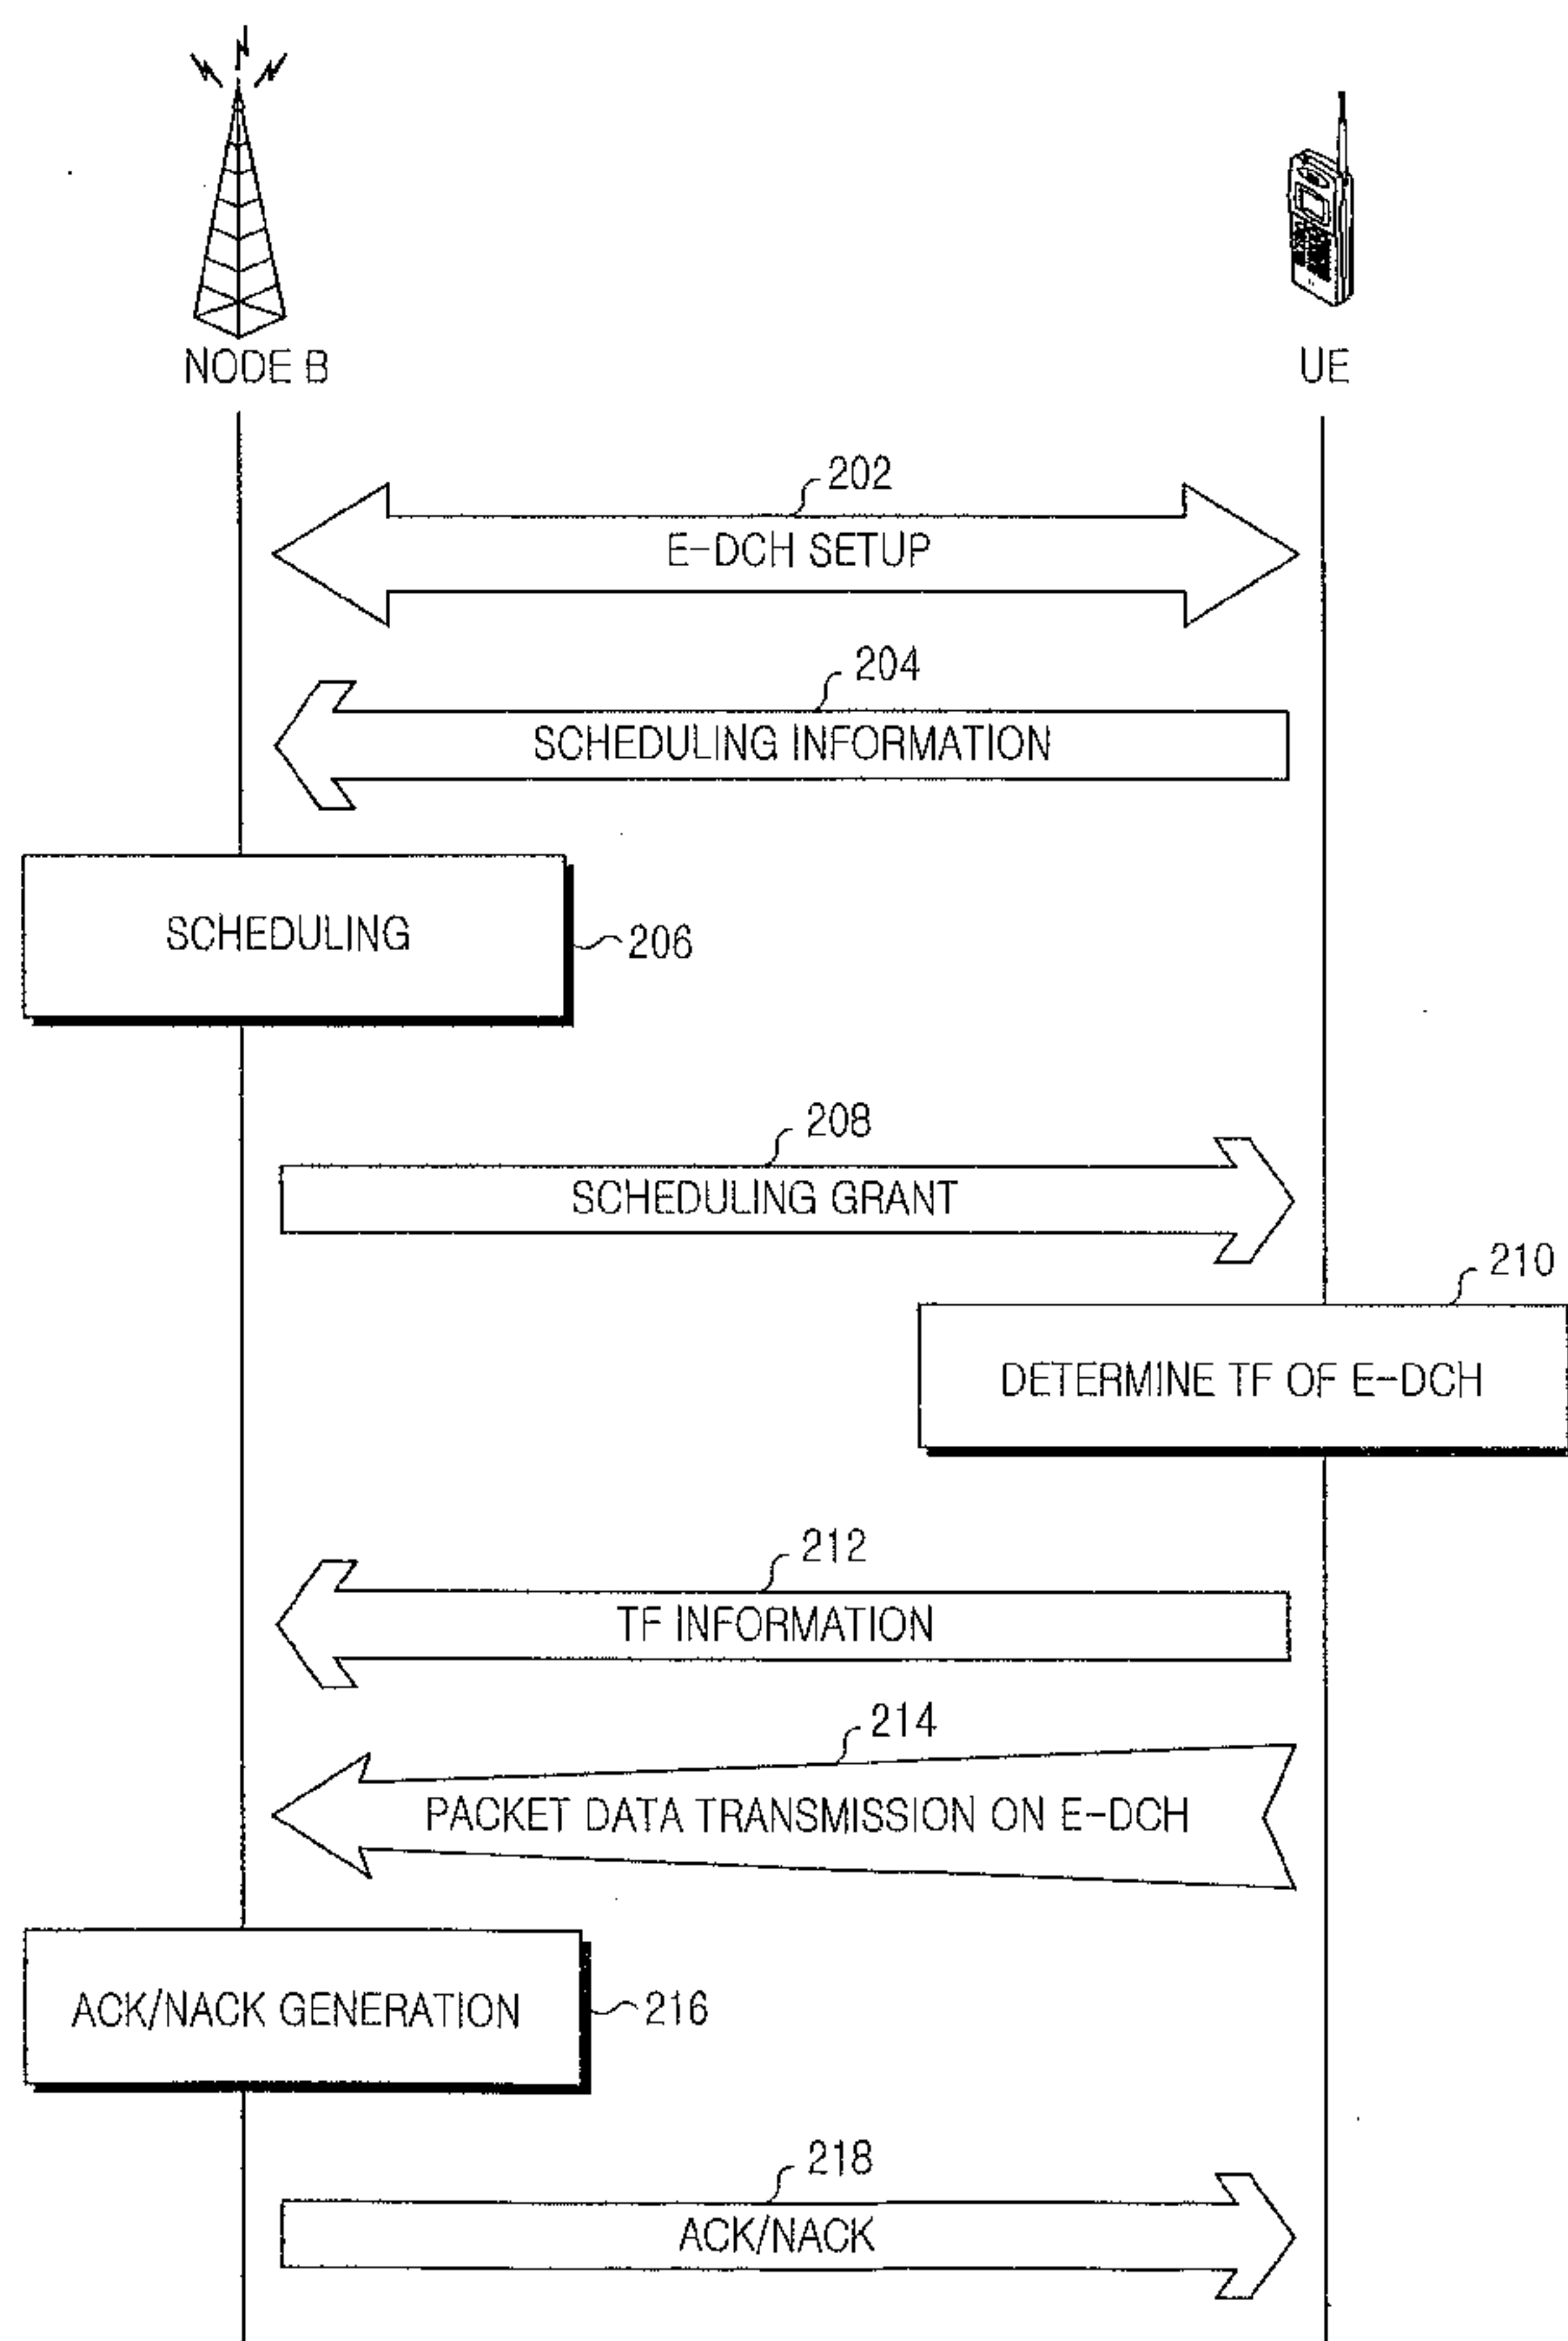 NODE B
UE
202
E-DCH SETUP
204
SCHEDULING INFORMATION
SCHEDULING
206
208
SCHEDULING GRANT
210
DETERMINE TF OF E-DCH
212
TF INFORMATION
214
PACKET DATA TRANSMISSION ON E-DCH
ACK/NACK GENERATION
216
218
ACK/NACK